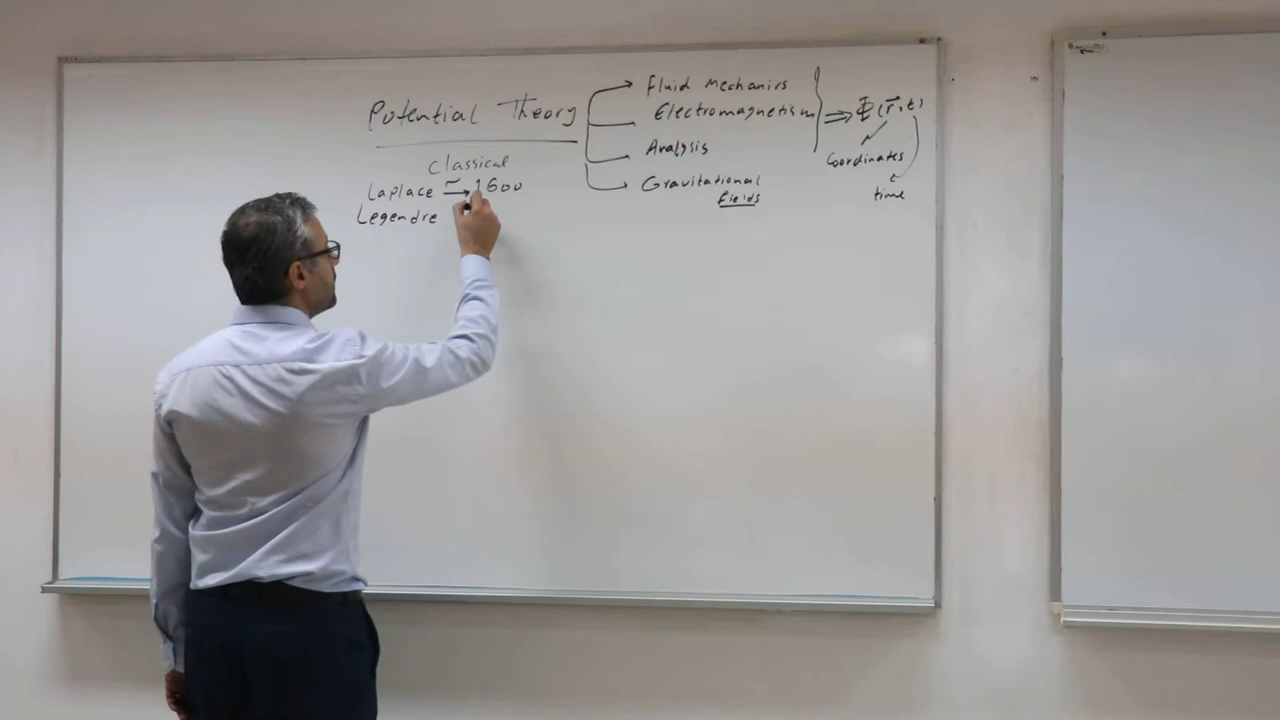 Potential Theory
Classical
Laplace ≃→ 1600
Legendre
Fluid Mechanics
Electromagnetism
Analysis
Gravitational
Fields
⇒ Φ(r⃗, t)
Coordinates
time